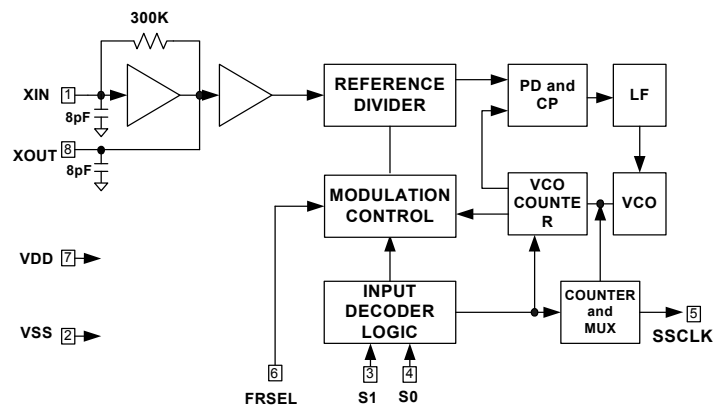 300K
XIN 1
8pF
XOUT 8
8pF
REFERENCE
DIVIDER
PD and
CP
LF
MODULATION
CONTROL
VCO
COUNTE
R
VCO
VDD 7
VSS 2
INPUT
DECODER
LOGIC
COUNTER
and
MUX
5
SSCLK
6
FRSEL
3
S1
4
S0